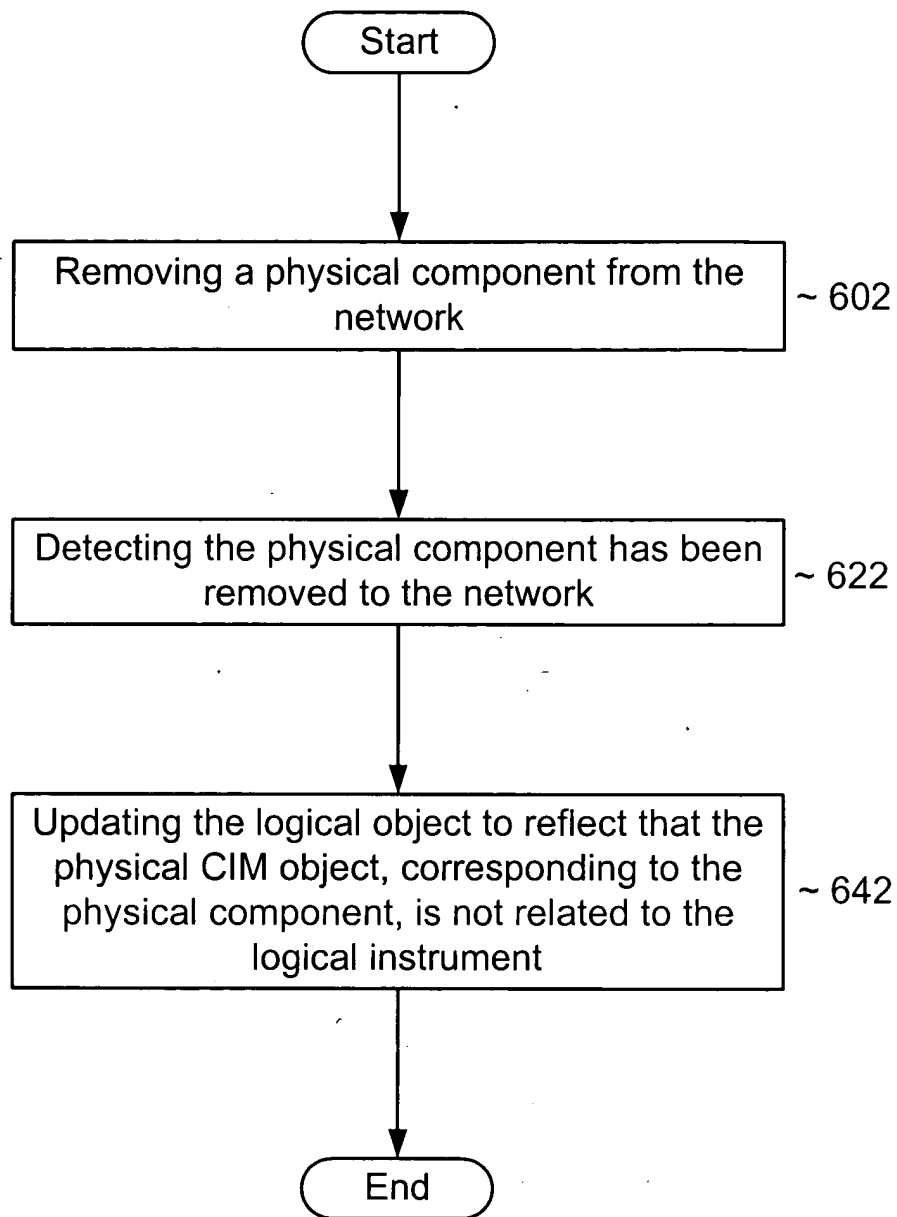 Start
Removing a physical component from the
network
~ 602
Detecting the physical component has been
removed to the network
~ 622
Updating the logical object to reflect that the
physical CIM object, corresponding to the
physical component, is not related to the
logical instrument
~ 642
End